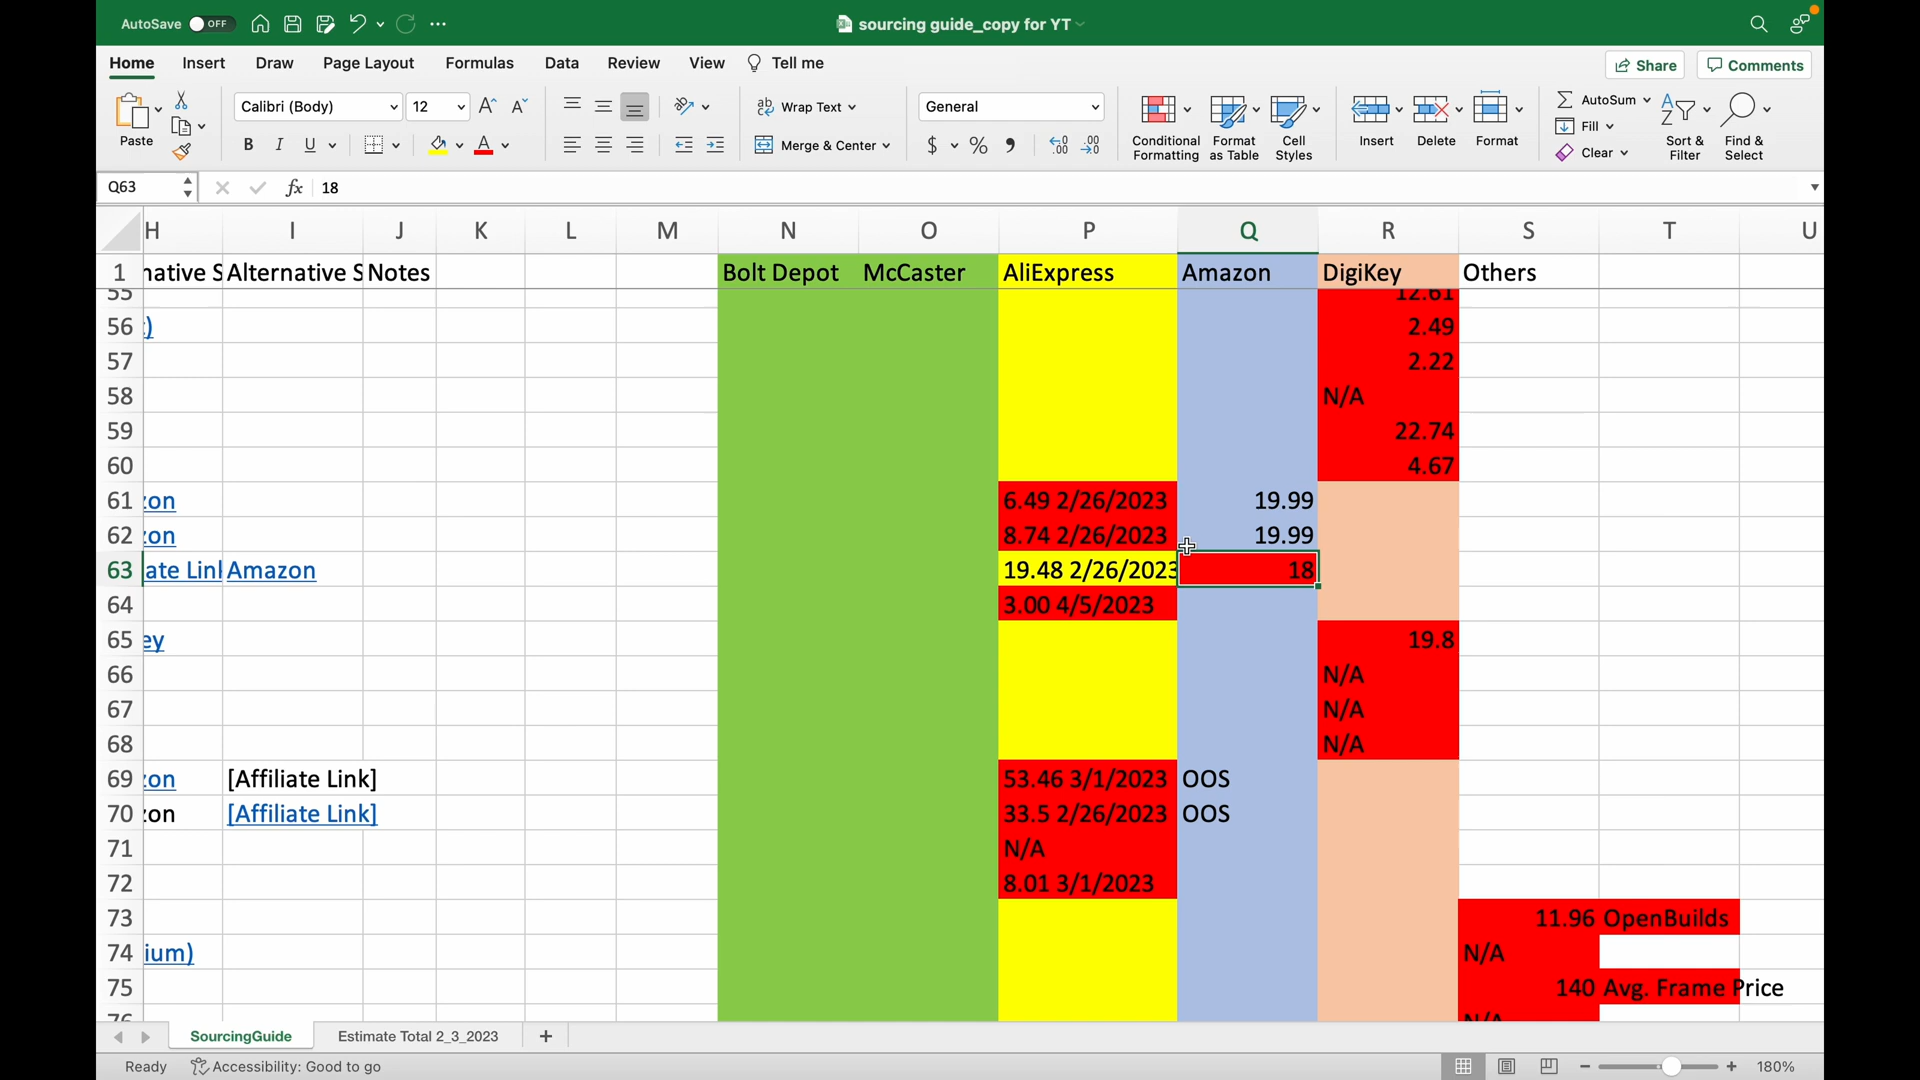 AutoSave OFF sourcing guide_copy for YT
Home Insert Draw Page Layout Formulas Data Review View Tell me Share Comments
Paste Calibri (Body) 12 A A ab Wrap Text General Conditional Formatting Format as Table Cell Styles Insert Delete Format AutoSum Fill Clear Sort & Filter Find & Select
B I U A Merge & Center $ % ,
Q63 fx 18
H I J K L M N O P Q R S T U
1 native S Alternative S Notes Bolt Depot McCaster AliExpress Amazon DigiKey Others
55 12.61
56 t) 2.49
57 2.22
58 N/A
59 22.74
60 4.67
61 zon 6.49 2/26/2023 19.99
62 zon 8.74 2/26/2023 19.99
63 ate Link Amazon 19.48 2/26/2023 18
64 3.00 4/5/2023
65 ey 19.8
66 N/A
67 N/A
68 N/A
69 zon [Affiliate Link] 53.46 3/1/2023 OOS
70 zon [Affiliate Link] 33.5 2/26/2023 OOS
71 N/A
72 8.01 3/1/2023
73 11.96 OpenBuilds
74 ium) N/A
75 140 Avg. Frame Price
76 N/A
SourcingGuide Estimate Total 2_3_2023 +
Ready Accessibility: Good to go 180%